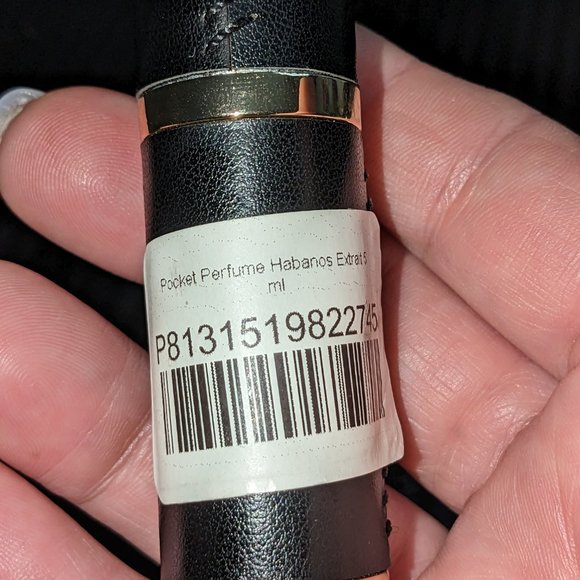 Pocket Perfume Habanos Extrait 5
ml
P8131519822745